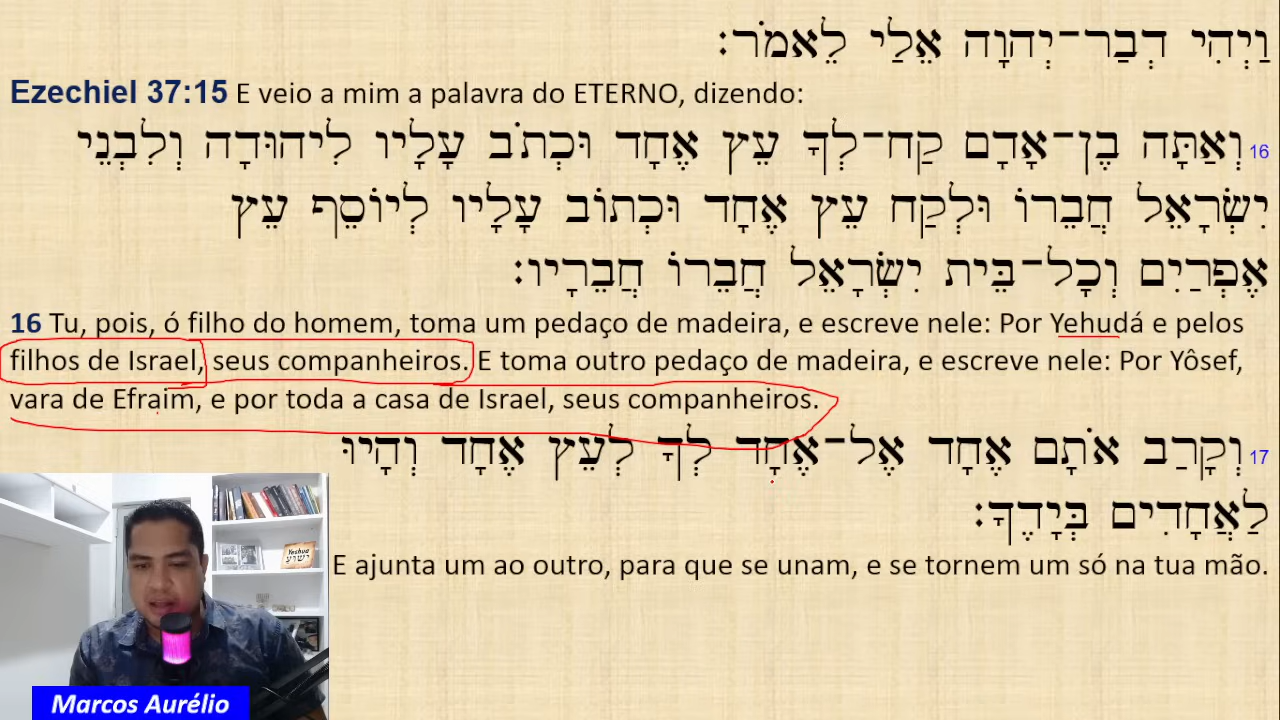 וַיְהִי דְבַר־יְהוָה אֵלַי לֵאמֹר׃
Ezechiel 37:15 E veio a mim a palavra do ETERNO, dizendo:
16 וְאַתָּה בֶן־אָדָם קַח־לְךָ עֵץ אֶחָד וּכְתֹב עָלָיו לִיהוּדָה וְלִבְנֵי
יִשְׂרָאֵל חֲבֵרוֹ וּלְקַח עֵץ אֶחָד וּכְתוֹב עָלָיו לְיוֹסֵף עֵץ
אֶפְרַיִם וְכָל־בֵּית יִשְׂרָאֵל חֲבֵרוֹ חֲבֵרָיו׃
16 Tu, pois, ó filho do homem, toma um pedaço de madeira, e escreve nele: Por Yehudá e pelos
filhos de Israel, seus companheiros. E toma outro pedaço de madeira, e escreve nele: Por Yôsef,
vara de Efraim, e por toda a casa de Israel, seus companheiros.
17 וְקָרַב אֹתָם אֶחָד אֶל־אֶחָד לְךָ לְעֵץ אֶחָד וְהָיוּ
לַאֲחָדִים בְּיָדֶךָ׃
E ajunta um ao outro, para que se unam, e se tornem um só na tua mão.
Yeshua
ישוע
Marcos Aurélio